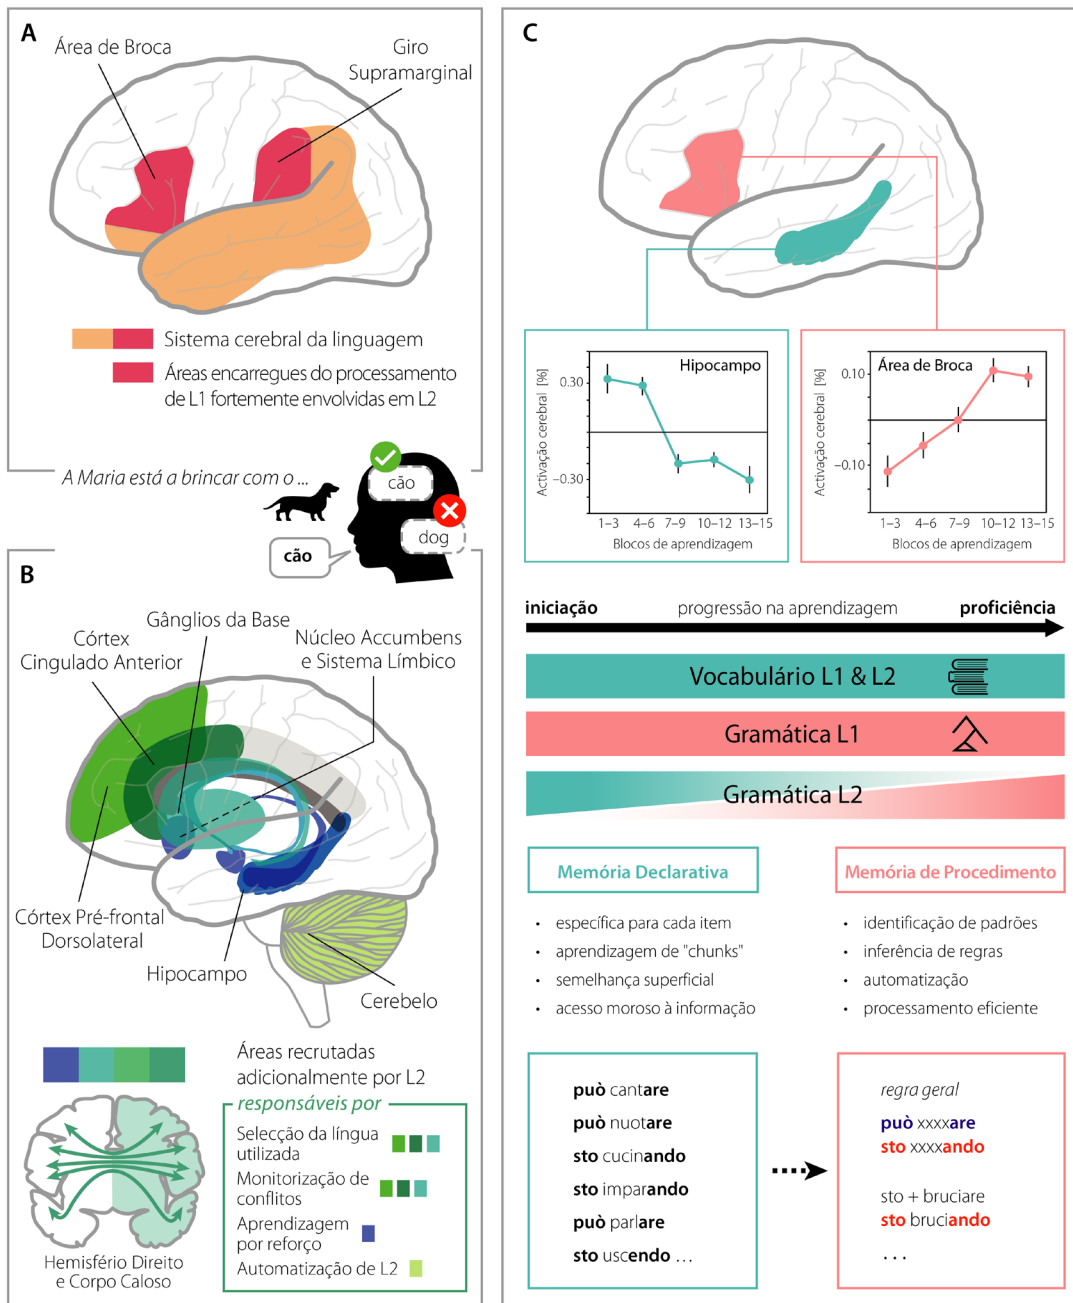 A
Área de Broca
Giro
Supramarginal
Sistema cerebral da linguagem
Áreas encarregues do processamento
de L1 fortemente envolvidas em L2
A Maria está a brincar com o ...
cão
dog
cão
B
Gânglios da Base
Córtex
Cingulado Anterior
Núcleo Accumbens
e Sistema Límbico
Córtex Pré-frontal
Dorsolateral
Hipocampo
Cerebelo
Áreas recrutadas
adicionalmente por L2
responsáveis por
Selecção da língua
utilizada
Monitorização de
conflitos
Aprendizagem
por reforço
Automatização de L2
Hemisfério Direito
e Corpo Caloso
C
Hipocampo
Activação cerebral [%]
0.30
−0.30
1–3 4–6 7–9 10–12 13–15
Blocos de aprendizagem
Área de Broca
Activação cerebral [%]
0.10
−0.10
1–3 4–6 7–9 10–12 13–15
Blocos de aprendizagem
iniciação progressão na aprendizagem proficiência
Vocabulário L1 & L2
Gramática L1
Gramática L2
Memória Declarativa
• específica para cada item
• aprendizagem de "chunks"
• semelhança superficial
• acesso moroso à informação
Memória de Procedimento
• identificação de padrões
• inferência de regras
• automatização
• processamento eficiente
può cantare
può nuotare
sto cucinando
sto imparando
può parlare
sto uscendo ...
regra geral
può xxxxare
sto xxxxando
sto + bruciare
sto bruciando
...